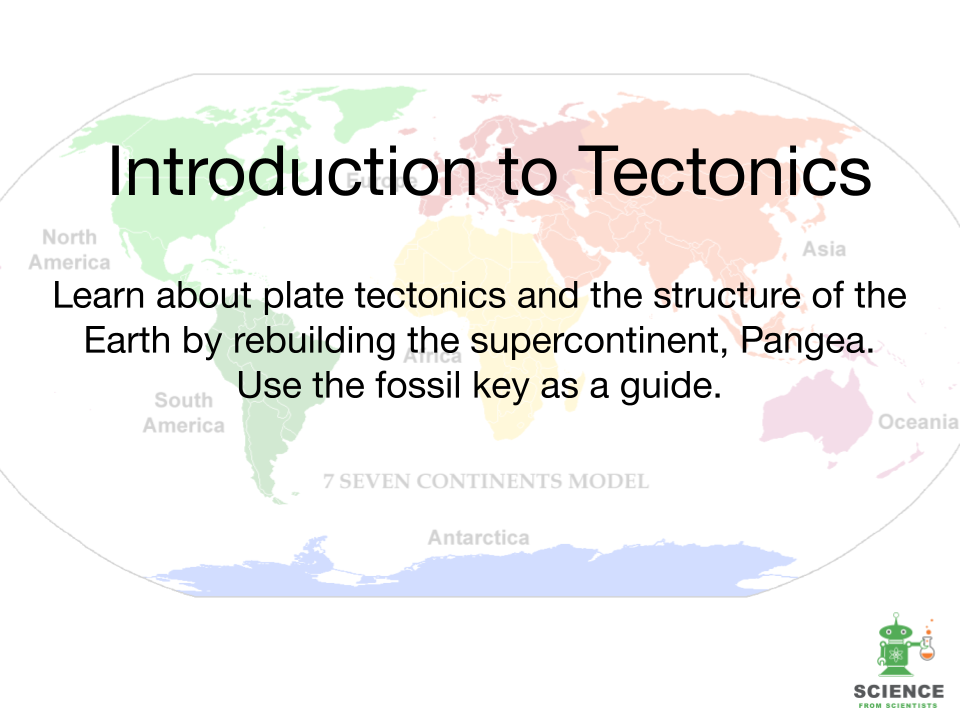 Introduction to Tectonics
Europe
North
America
Asia
Learn about plate tectonics and the structure of the
Earth by rebuilding the supercontinent, Pangea.
Africa
Use the fossil key as a guide.
South
America
Oceania
7 SEVEN CONTINENTS MODEL
Antarctica
SCIENCE
FROM SCIENTISTS